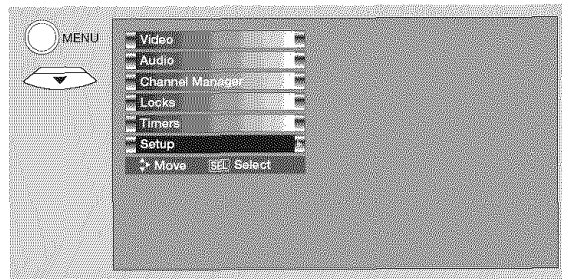 MENU
Video
Audio
Channel Manager
Locks
Timers
Setup
Move SEL Select